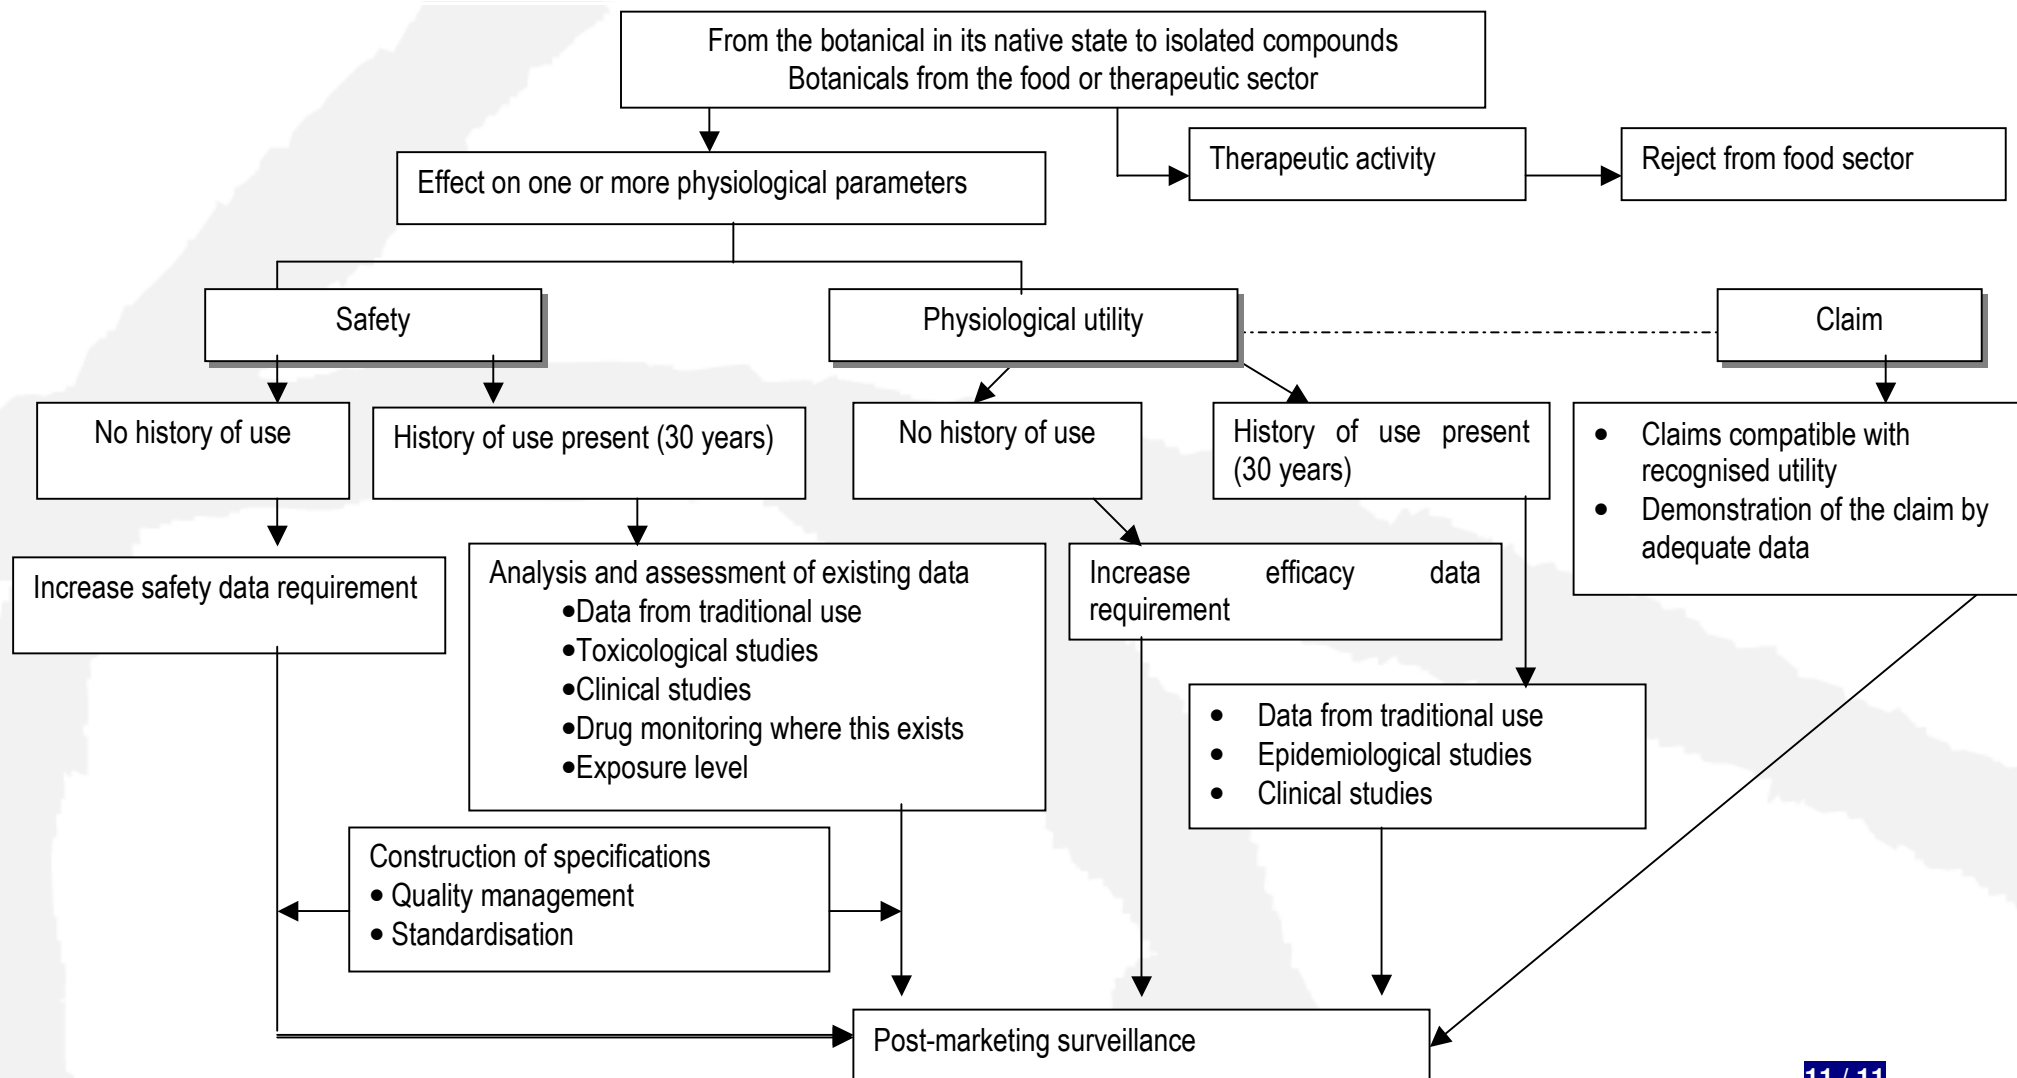 From the botanical in its native state to isolated compounds
Botanicals from the food or therapeutic sector
Therapeutic activity
Reject from food sector
Effect on one or more physiological parameters
Safety
Physiological utility
Claim
No history of use
History of use present (30 years)
No history of use
History of use present
(30 years)
• Claims compatible with
recognised utility
• Demonstration of the claim by
adequate data
Increase safety data requirement
Analysis and assessment of existing data
•Data from traditional use
•Toxicological studies
•Clinical studies
•Drug monitoring where this exists
•Exposure level
Increase efficacy data
requirement
• Data from traditional use
• Epidemiological studies
• Clinical studies
Construction of specifications
• Quality management
• Standardisation
Post-marketing surveillance
11 / 11